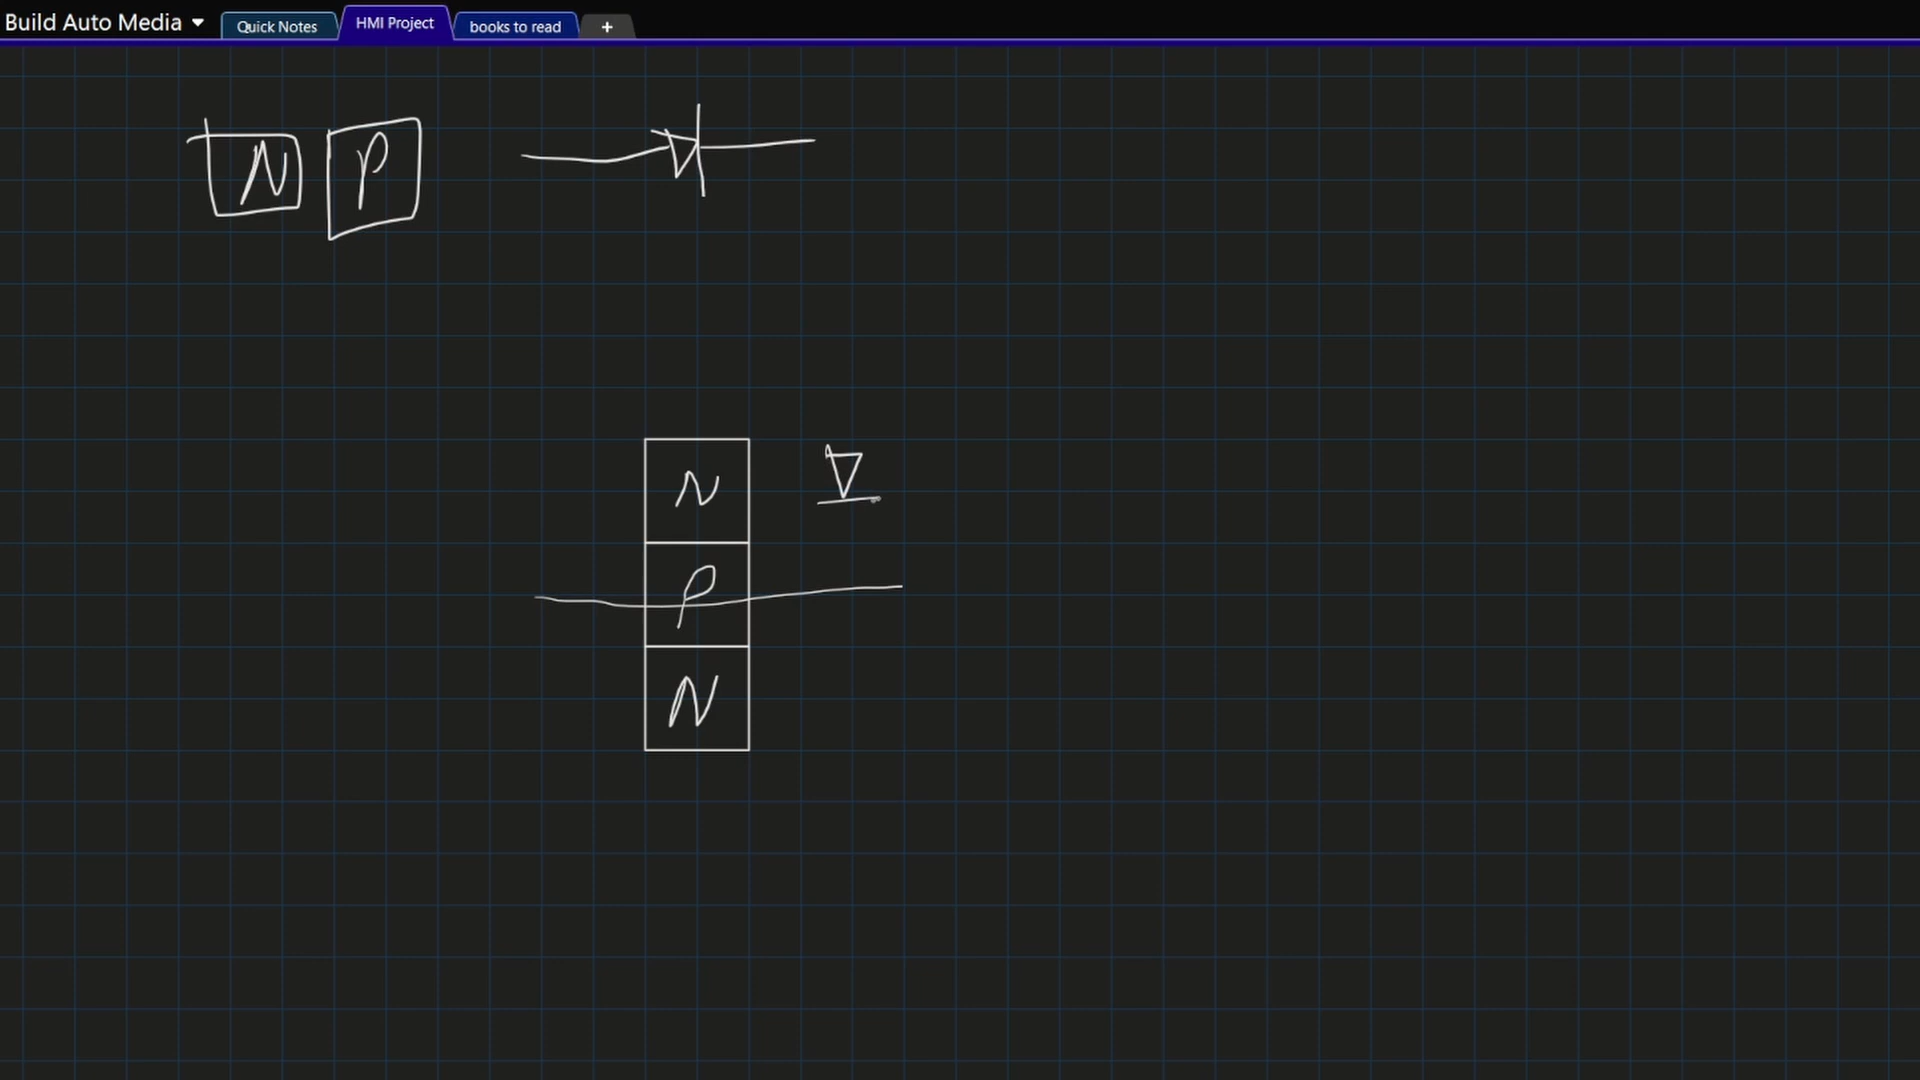 Build Auto Media
Quick Notes
HMI Project
books to read
+
N P
N
P
N